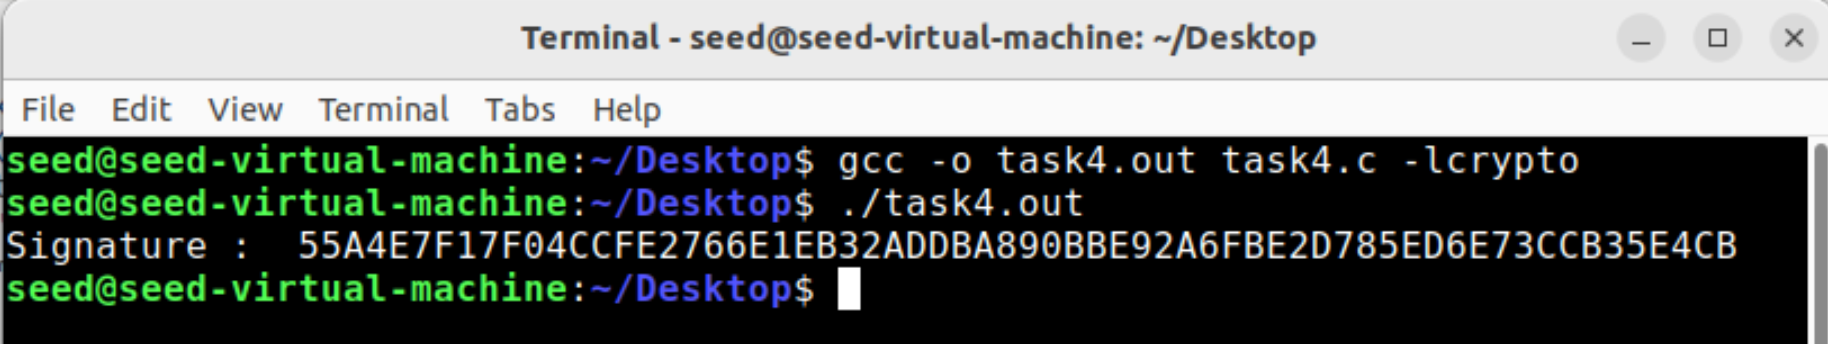 Terminal - seed@seed-virtual-machine: ~/Desktop
File Edit View Terminal Tabs Help
seed@seed-virtual-machine:~/Desktop$ gcc -o task4.out task4.c -lcrypto
seed@seed-virtual-machine:~/Desktop$ ./task4.out
Signature :  55A4E7F17F04CCFE2766E1EB32ADDBA890BBE92A6FBE2D785ED6E73CCB35E4CB
seed@seed-virtual-machine:~/Desktop$